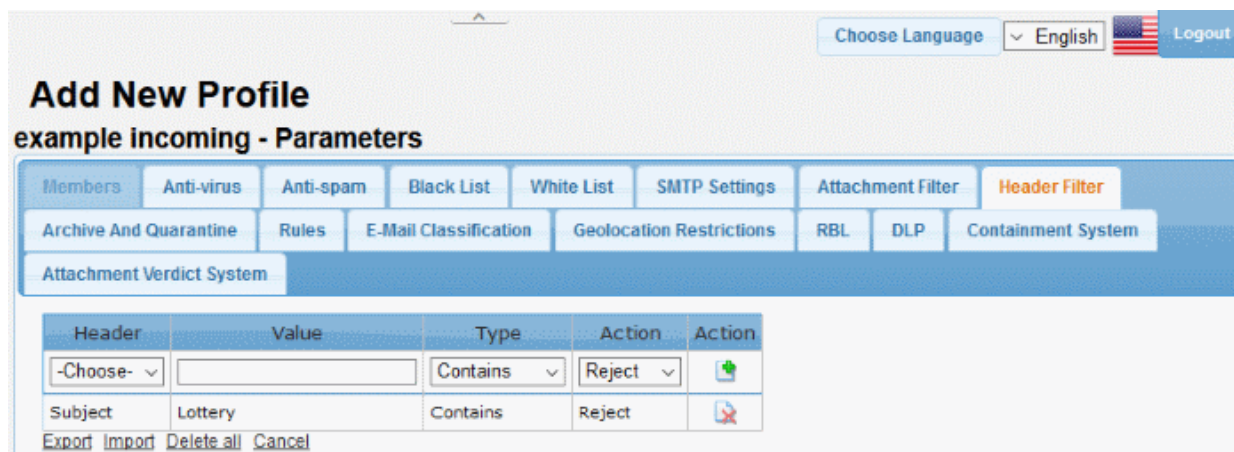 Choose Language English Logout
Add New Profile
example incoming - Parameters
Members Anti-virus Anti-spam Black List White List SMTP Settings Attachment Filter Header Filter
Archive And Quarantine Rules E-Mail Classification Geolocation Restrictions RBL DLP Containment System
Attachment Verdict System
Header Value Type Action Action
-Choose- Contains Reject
Subject Lottery Contains Reject
Export Import Delete all Cancel